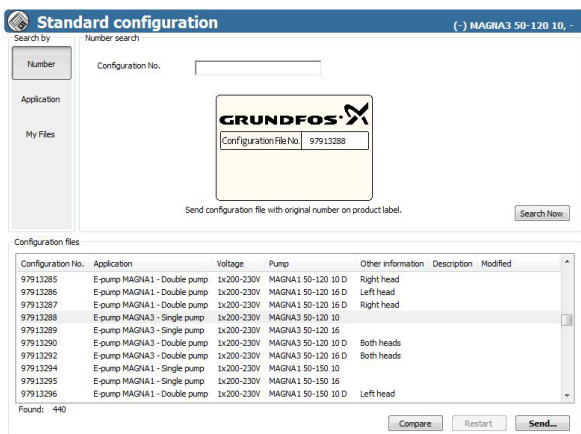 Standard configuration
(-) MAGNA3 50-120 10, -
Search by
Number
Application
My Files
Number search
Configuration No.
GRUNDFOS
Configuration File No. 97913288
Send configuration file with original number on product label.
Search Now
Configuration files
Configuration No. Application Voltage Pump Other information Description Modified
97913285 E-pump MAGNA1 - Double pump 1x200-230V MAGNA1 50-120 10 D Right head
97913286 E-pump MAGNA1 - Double pump 1x200-230V MAGNA1 50-120 16 D Left head
97913287 E-pump MAGNA1 - Double pump 1x200-230V MAGNA1 50-120 16 D Right head
97913288 E-pump MAGNA3 - Single pump 1x200-230V MAGNA3 50-120 10
97913289 E-pump MAGNA3 - Single pump 1x200-230V MAGNA3 50-120 16
97913290 E-pump MAGNA3 - Double pump 1x200-230V MAGNA3 50-120 10 D Both heads
97913292 E-pump MAGNA3 - Double pump 1x200-230V MAGNA3 50-120 16 D Both heads
97913294 E-pump MAGNA1 - Single pump 1x200-230V MAGNA1 50-150 10
97913295 E-pump MAGNA1 - Single pump 1x200-230V MAGNA1 50-150 16
97913296 E-pump MAGNA1 - Double pump 1x200-230V MAGNA1 50-150 10 D Left head
Found: 440
Compare
Restart
Send...